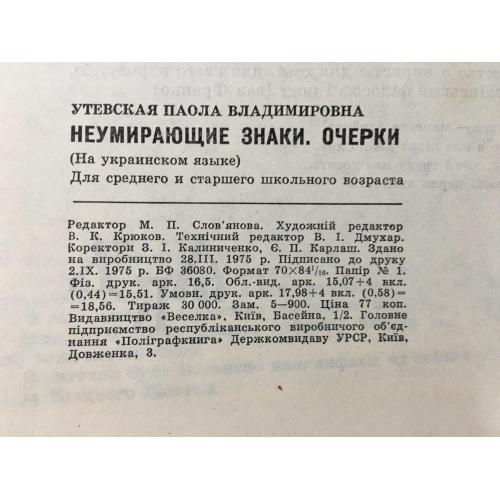 УТЕВСКАЯ ПАОЛА ВЛАДИМИРОВНА
НЕУМИРАЮЩИЕ ЗНАКИ. ОЧЕРКИ
(На украинском языке)
Для среднего и старшего школьного возраста
Редактор М. П. Слов'янова. Художній редактор
В. К. Крюков. Технічний редактор В. І. Дмухар.
Коректори З. І. Калиниченко, Є. П. Карлаш. Здано
на виробництво 28.III. 1975 р. Підписано до друку
2.IX. 1975 р. БФ 36080. Формат 70×84¹/₁₆. Папір № 1.
Фіз. друк. арк. 16,5. Обл.-вид. арк. 15,07+4 вкл.
(0,44)=15,51. Умовн. друк. арк. 17,98+4 вкл. (0,58)=
=18,56. Тираж 30 000. Зам. 5—900. Ціна 77 коп.
Видавництво «Веселка», Київ, Басейна, 1/2. Головне
підприємство республіканського виробничого об'єд-
нання «Поліграфкнига» Держкомвидаву УРСР, Київ,
Довженка, 3.